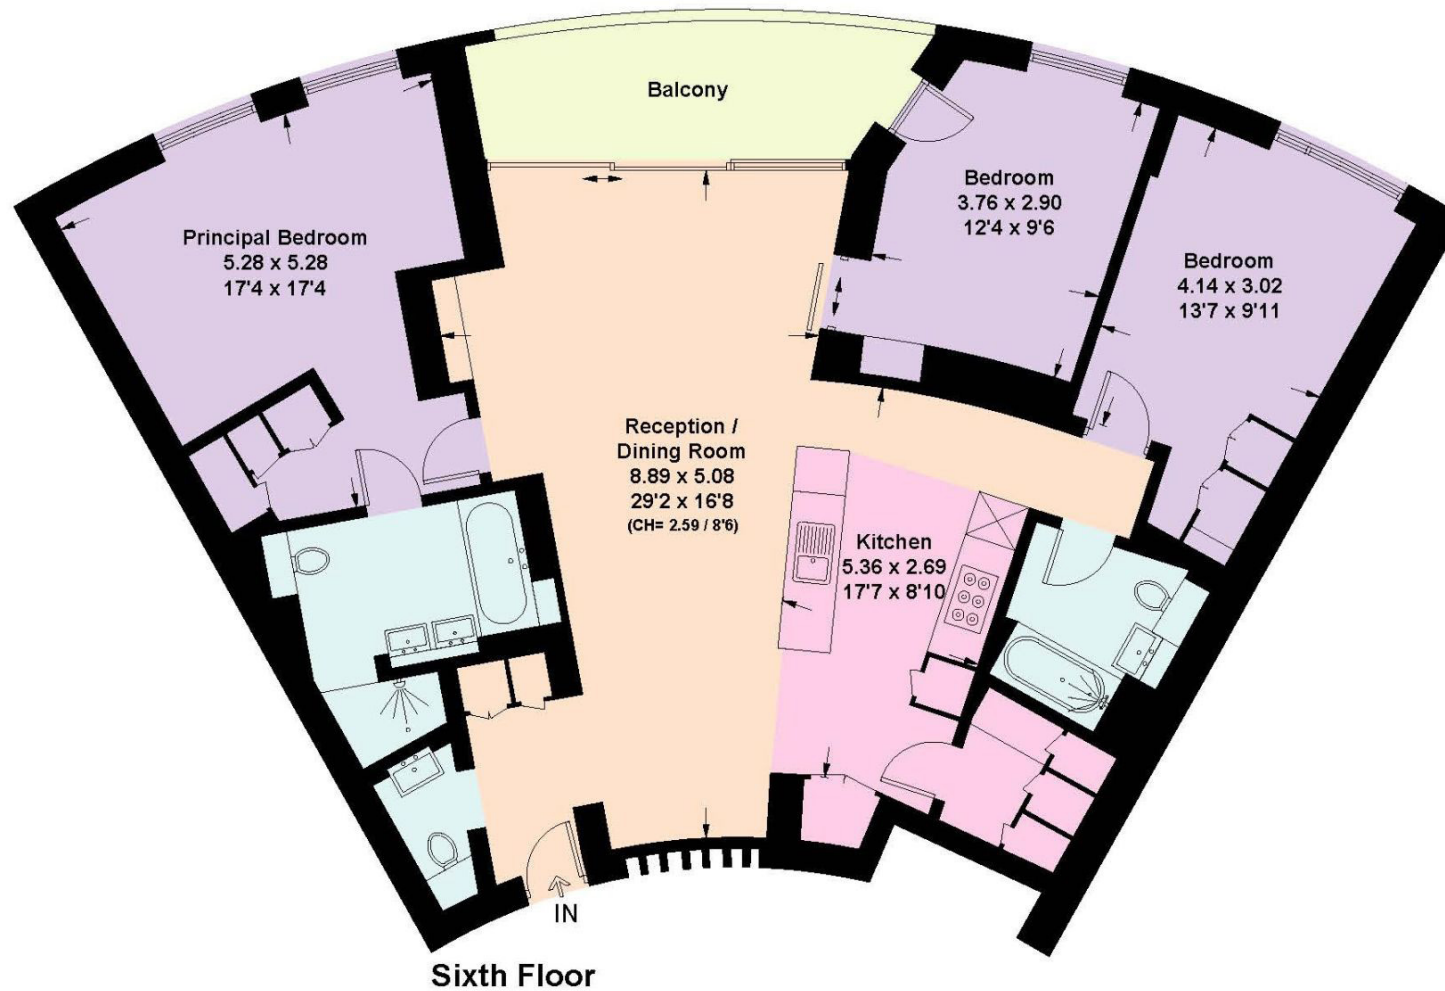 Balcony
Principal Bedroom
5.28 x 5.28
17'4 x 17'4
Bedroom
3.76 x 2.90
12'4 x 9'6
Bedroom
4.14 x 3.02
13'7 x 9'11
Reception /
Dining Room
8.89 x 5.08
29'2 x 16'8
(CH= 2.59 / 8'6)
Kitchen
5.36 x 2.69
17'7 x 8'10
IN
Sixth Floor